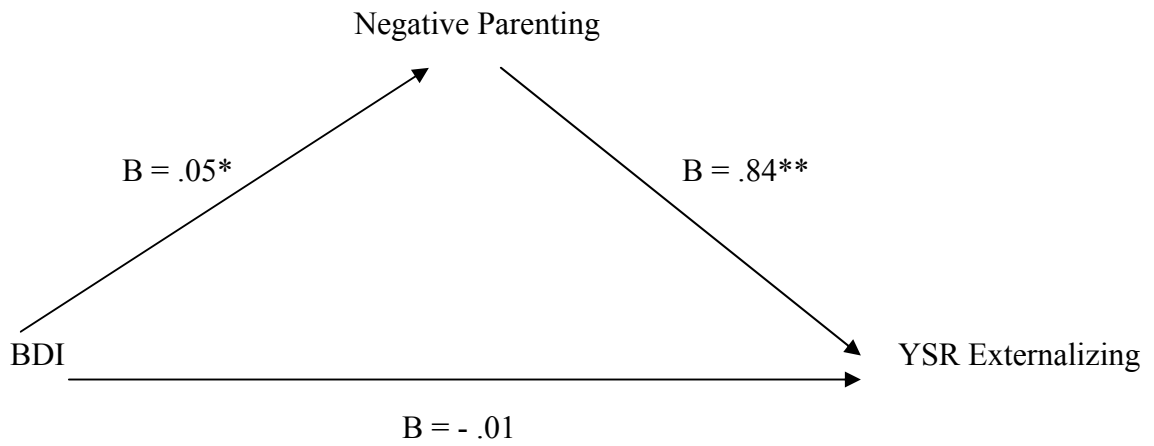 Negative Parenting
B = .05*
B = .84**
BDI
YSR Externalizing
B = - .01